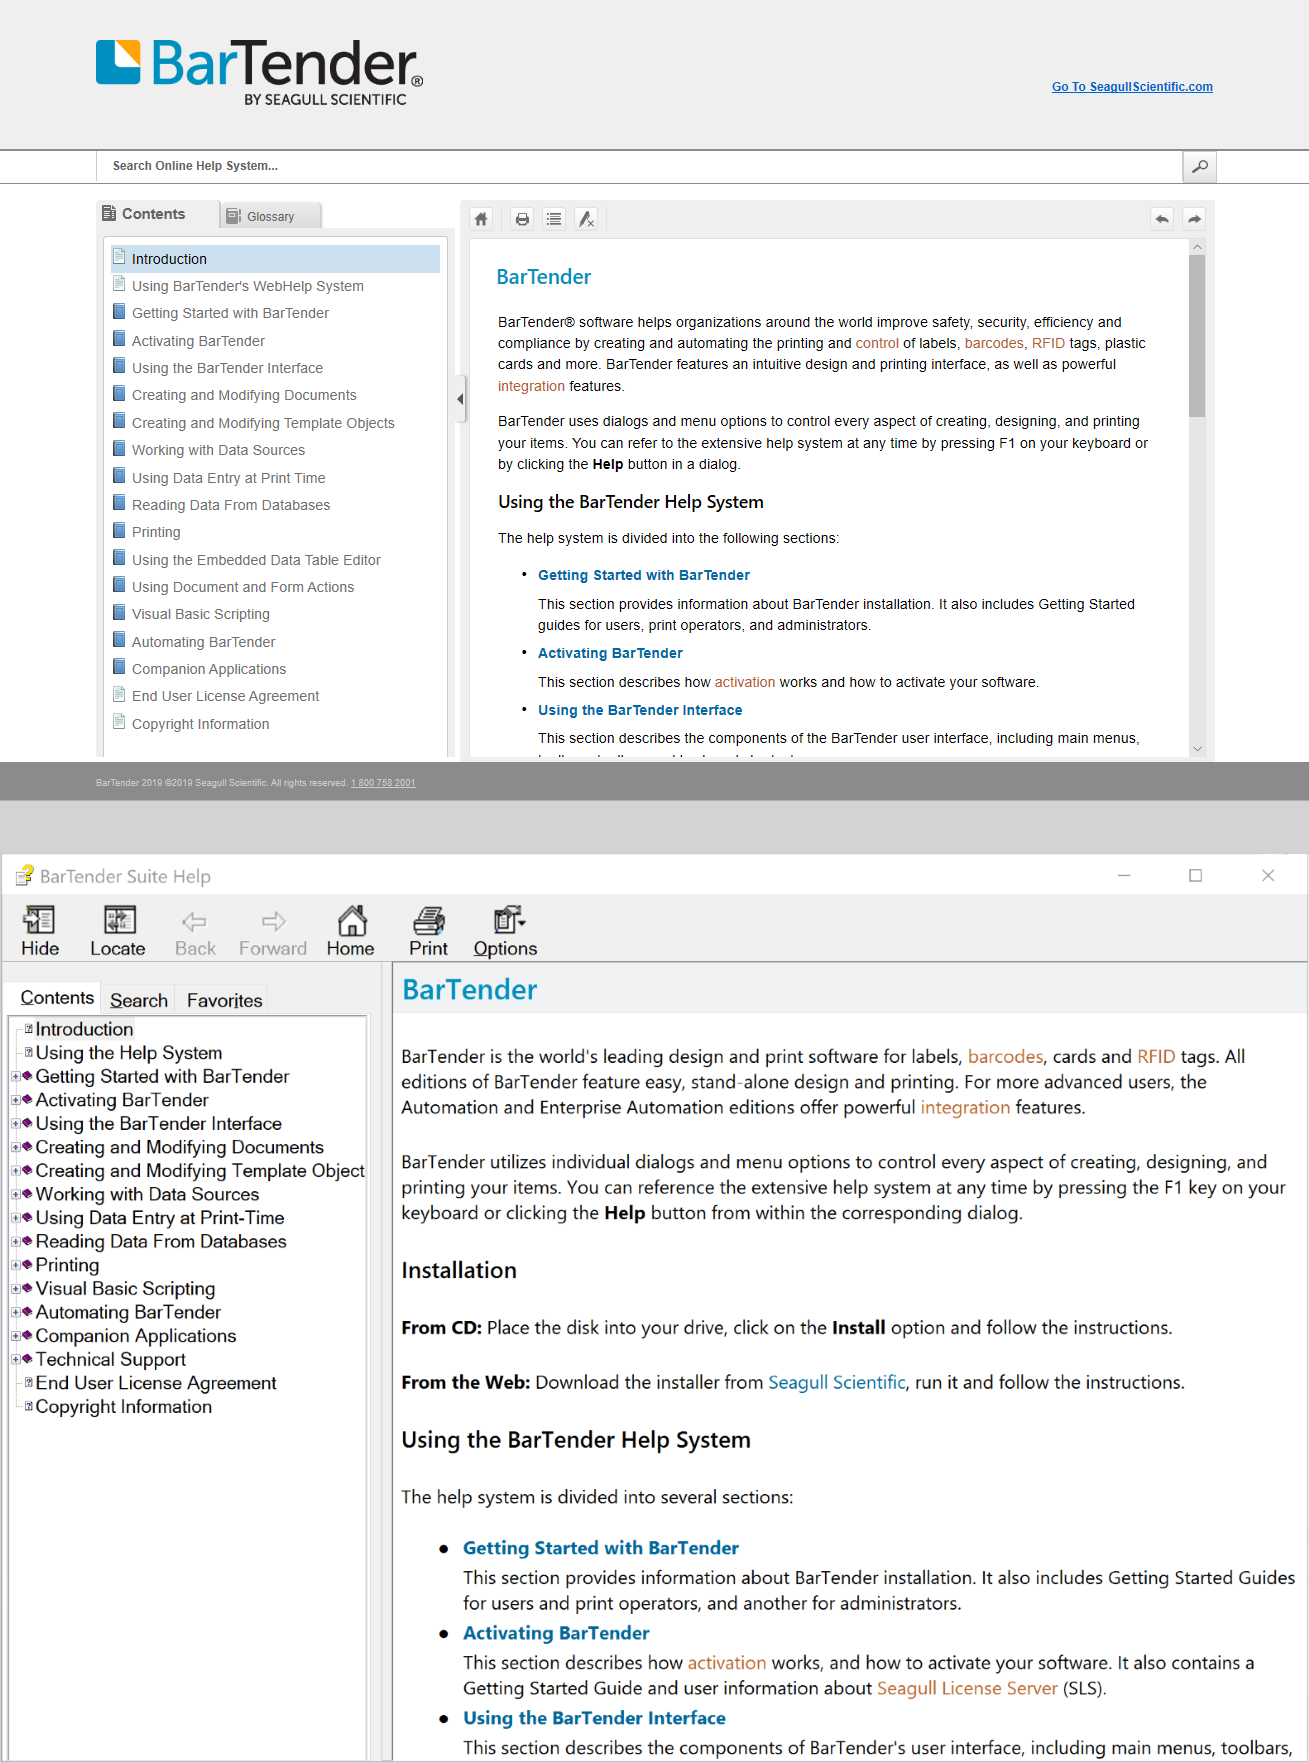 BarTender®
BY SEAGULL SCIENTIFIC
Go To SeagullScientific.com
Search Online Help System...
Contents
Glossary
Introduction
Using BarTender's WebHelp System
Getting Started with BarTender
Activating BarTender
Using the BarTender Interface
Creating and Modifying Documents
Creating and Modifying Template Objects
Working with Data Sources
Using Data Entry at Print Time
Reading Data From Databases
Printing
Using the Embedded Data Table Editor
Using Document and Form Actions
Visual Basic Scripting
Automating BarTender
Companion Applications
End User License Agreement
Copyright Information
BarTender
BarTender® software helps organizations around the world improve safety, security, efficiency and
compliance by creating and automating the printing and control of labels, barcodes, RFID tags, plastic
cards and more. BarTender features an intuitive design and printing interface, as well as powerful
integration features.
BarTender uses dialogs and menu options to control every aspect of creating, designing, and printing
your items. You can refer to the extensive help system at any time by pressing F1 on your keyboard or
by clicking the Help button in a dialog.
Using the BarTender Help System
The help system is divided into the following sections:
• Getting Started with BarTender
This section provides information about BarTender installation. It also includes Getting Started
guides for users, print operators, and administrators.
• Activating BarTender
This section describes how activation works and how to activate your software.
• Using the BarTender Interface
This section describes the components of the BarTender user interface, including main menus,
BarTender 2019 ©2019 Seagull Scientific. All rights reserved. 1 800 758 2001
BarTender Suite Help
Hide Locate Back Forward Home Print Options
Contents Search Favorites
Introduction
Using the Help System
Getting Started with BarTender
Activating BarTender
Using the BarTender Interface
Creating and Modifying Documents
Creating and Modifying Template Object
Working with Data Sources
Using Data Entry at Print-Time
Reading Data From Databases
Printing
Visual Basic Scripting
Automating BarTender
Companion Applications
Technical Support
End User License Agreement
Copyright Information
BarTender
BarTender is the world's leading design and print software for labels, barcodes, cards and RFID tags. All
editions of BarTender feature easy, stand-alone design and printing. For more advanced users, the
Automation and Enterprise Automation editions offer powerful integration features.
BarTender utilizes individual dialogs and menu options to control every aspect of creating, designing, and
printing your items. You can reference the extensive help system at any time by pressing the F1 key on your
keyboard or clicking the Help button from within the corresponding dialog.
Installation
From CD: Place the disk into your drive, click on the Install option and follow the instructions.
From the Web: Download the installer from Seagull Scientific, run it and follow the instructions.
Using the BarTender Help System
The help system is divided into several sections:
• Getting Started with BarTender
This section provides information about BarTender installation. It also includes Getting Started Guides
for users and print operators, and another for administrators.
• Activating BarTender
This section describes how activation works, and how to activate your software. It also contains a
Getting Started Guide and user information about Seagull License Server (SLS).
• Using the BarTender Interface
This section describes the components of BarTender's user interface, including main menus, toolbars,